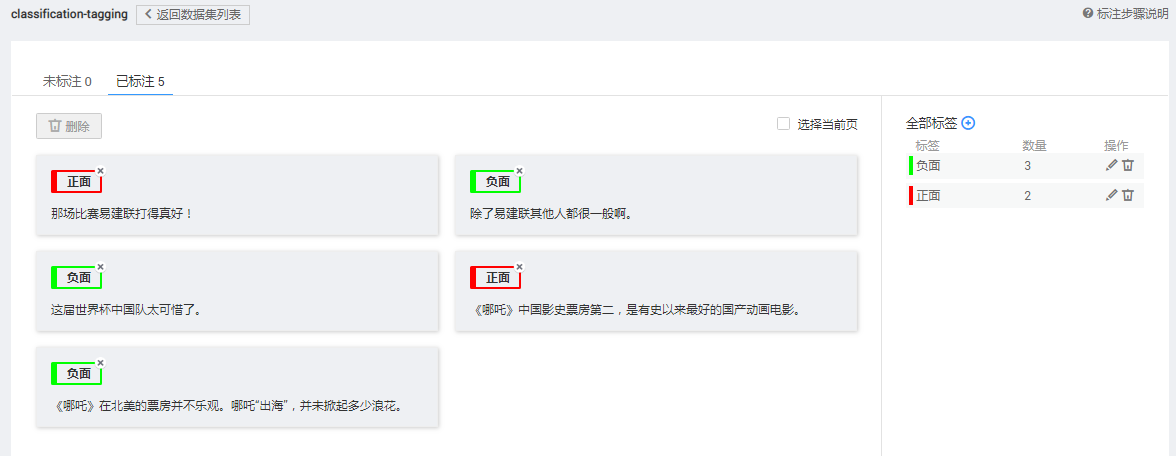 classification-tagging 返回数据集列表 标注步骤说明
未标注 0 已标注 5
删除 选择当前页
正面
那场比赛易建联打得真好！
负面
除了易建联其他人都很一般啊。
负面
这届世界杯中国队太可惜了。
正面
《哪吒》中国影史票房第二，是有史以来最好的国产动画电影。
负面
《哪吒》在北美的票房并不乐观。哪吒“出海”，并未掀起多少浪花。
全部标签
标签 数量 操作
负面 3
正面 2